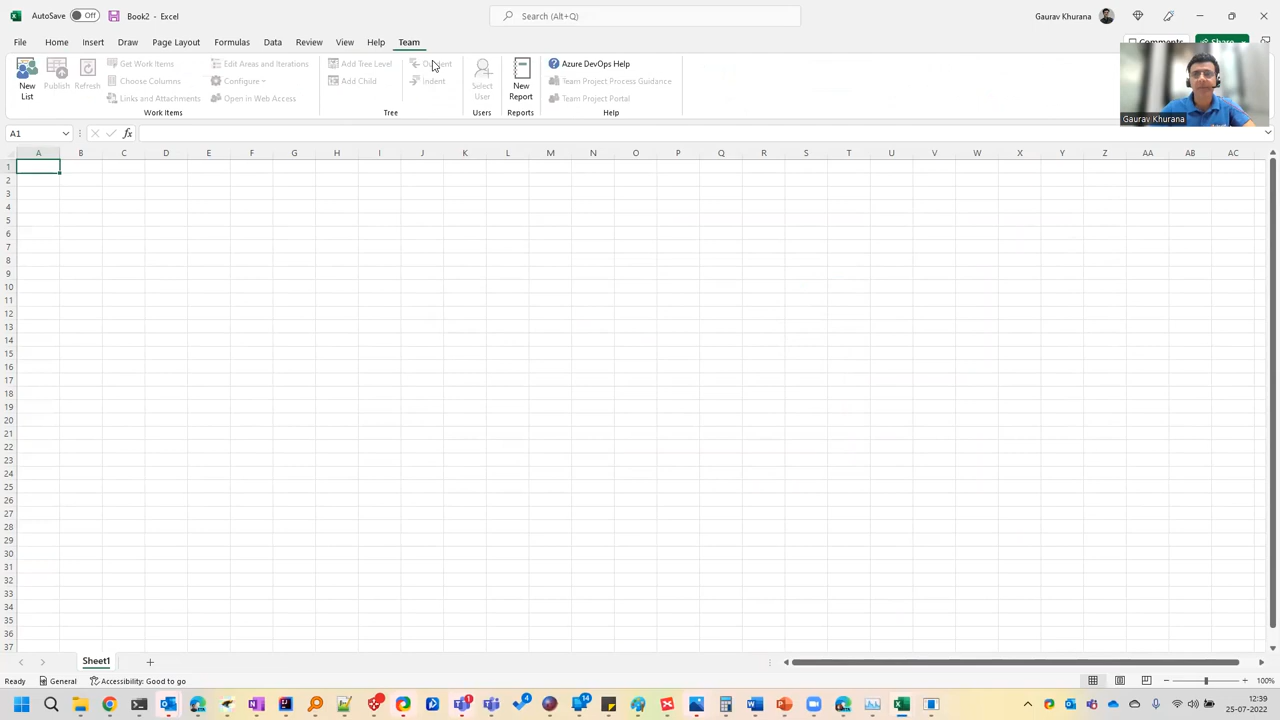 AutoSave Off Book2 - Excel Search (Alt+Q) Gaurav Khurana
File Home Insert Draw Page Layout Formulas Data Review View Help Team Comments Share
New List Publish Refresh
Get Work Items
Choose Columns
Links and Attachments
Edit Areas and Iterations
Configure
Open in Web Access
Work Items
Add Tree Level
Add Child
Indent
Tree
Select User
Users
New Report
Reports
Azure DevOps Help
Team Project Process Guidance
Team Project Portal
Help
Gaurav Khurana
A1 fx
A B C D E F G H I J K L M N O P Q R S T U V W X Y Z AA AB AC
1
2
3
4
5
6
7
8
9
10
11
12
13
14
15
16
17
18
19
20
21
22
23
24
25
26
27
28
29
30
31
32
33
34
35
36
37
Sheet1
Ready General Accessibility: Good to go 100%
1 4 14
ENG
IN
12:39
25-07-2022